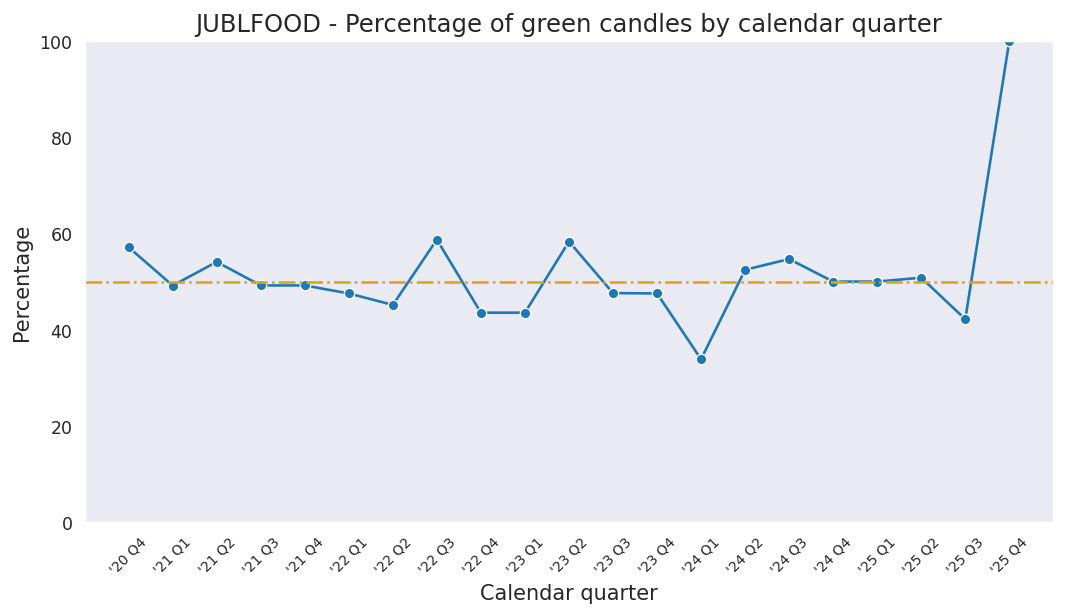 JUBLFOOD - Percentage of green candles by calendar quarter
100
80
60
40
20
0
Percentage
'20 Q4
'21 Q1
'21 Q2
'21 Q3
'21 Q4
'22 Q1
'22 Q2
'22 Q3
'22 Q4
'23 Q1
'23 Q2
'23 Q3
'23 Q4
'24 Q1
'24 Q2
'24 Q3
'24 Q4
'25 Q1
'25 Q2
'25 Q3
'25 Q4
Calendar quarter